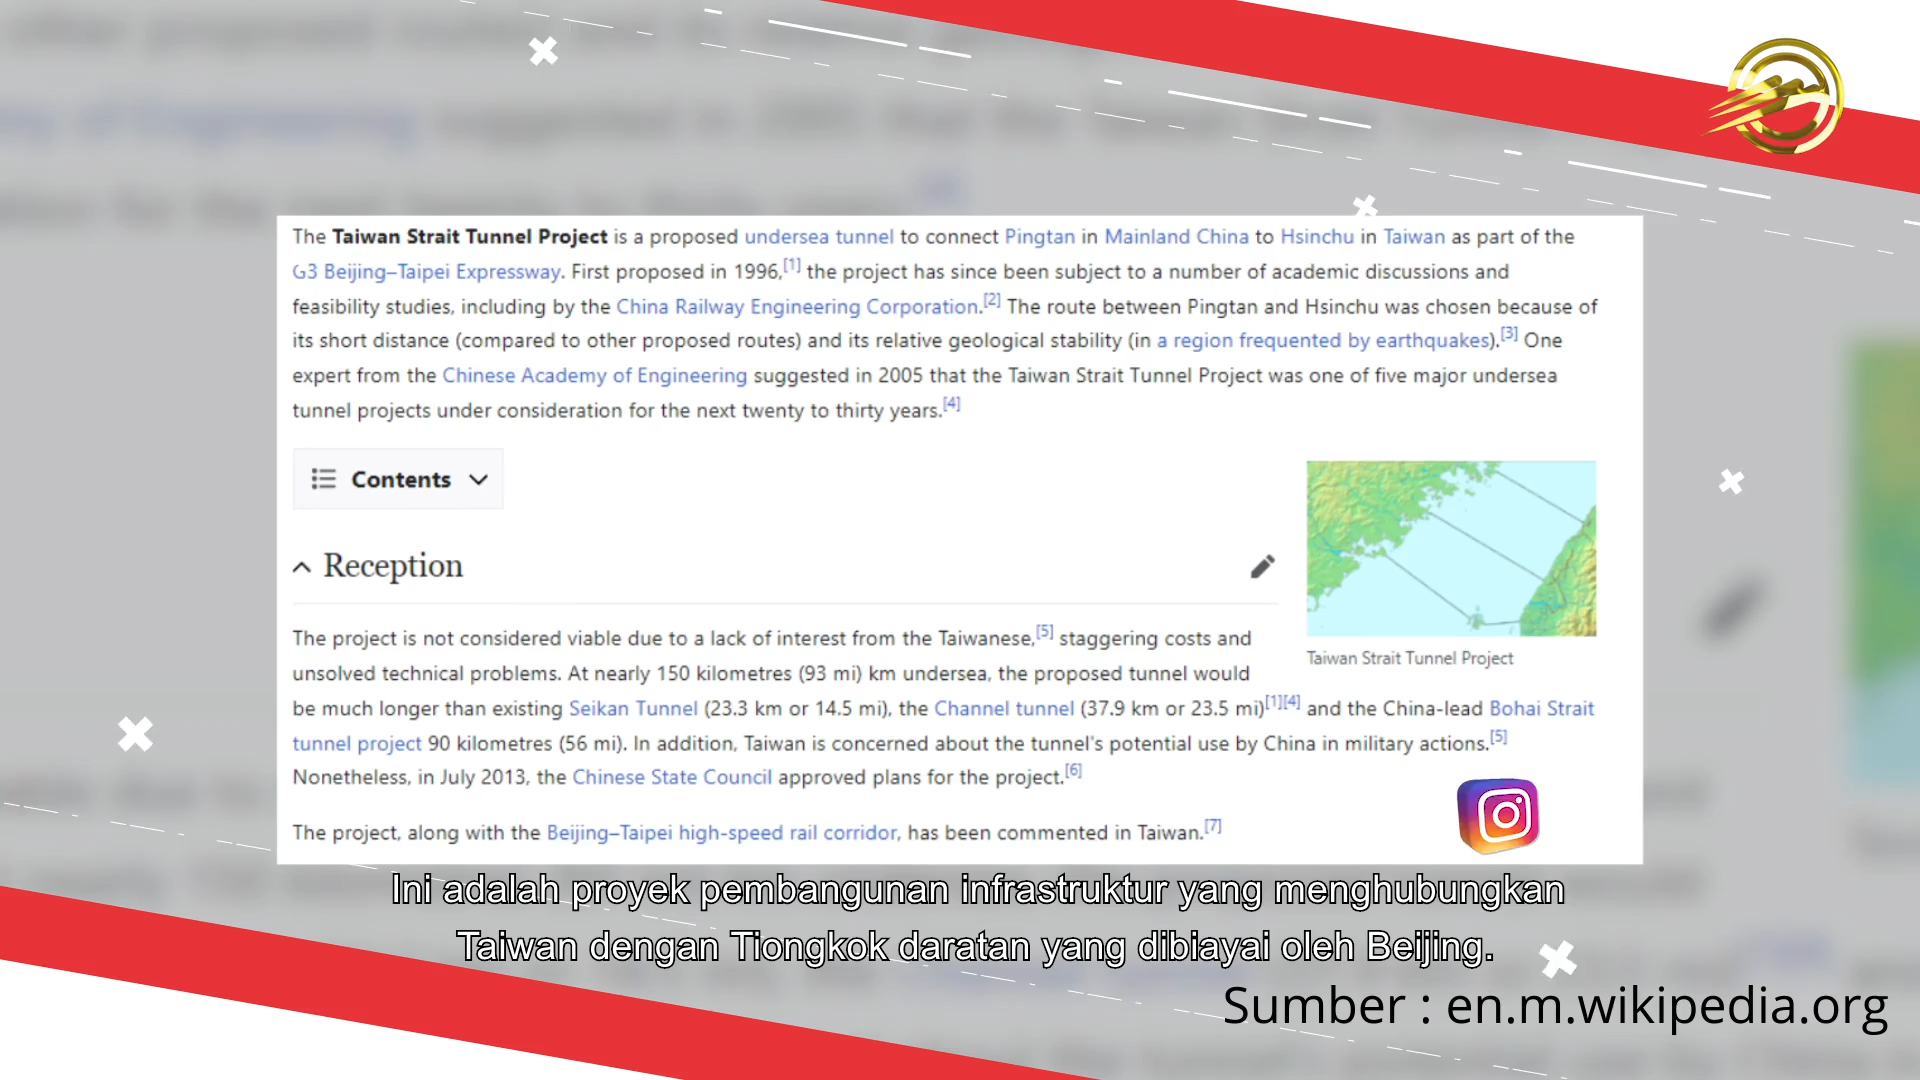 The Taiwan Strait Tunnel Project is a proposed undersea tunnel to connect Pingtan in Mainland China to Hsinchu in Taiwan as part of the
G3 Beijing–Taipei Expressway. First proposed in 1996,[1] the project has since been subject to a number of academic discussions and
feasibility studies, including by the China Railway Engineering Corporation.[2] The route between Pingtan and Hsinchu was chosen because of
its short distance (compared to other proposed routes) and its relative geological stability (in a region frequented by earthquakes).[3] One
expert from the Chinese Academy of Engineering suggested in 2005 that the Taiwan Strait Tunnel Project was one of five major undersea
tunnel projects under consideration for the next twenty to thirty years.[4]
Contents
Reception
The project is not considered viable due to a lack of interest from the Taiwanese,[5] staggering costs and
unsolved technical problems. At nearly 150 kilometres (93 mi) km undersea, the proposed tunnel would
Taiwan Strait Tunnel Project
be much longer than existing Seikan Tunnel (23.3 km or 14.5 mi), the Channel tunnel (37.9 km or 23.5 mi)[1][4] and the China-lead Bohai Strait
tunnel project 90 kilometres (56 mi). In addition, Taiwan is concerned about the tunnel's potential use by China in military actions.[5]
Nonetheless, in July 2013, the Chinese State Council approved plans for the project.[6]
The project, along with the Beijing–Taipei high-speed rail corridor, has been commented in Taiwan.[7]
Ini adalah proyek pembangunan infrastruktur yang menghubungkan
Taiwan dengan Tiongkok daratan yang dibiayai oleh Beijing.
Sumber : en.m.wikipedia.org